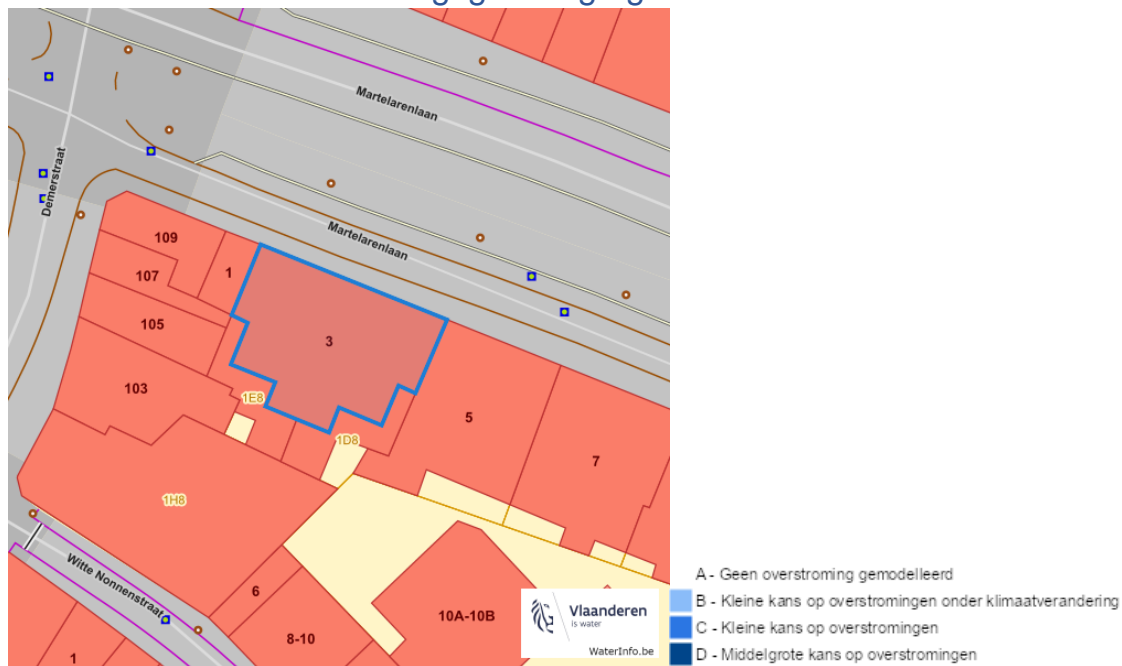 Martelarenlaan
Demerstraat
Martelarenlaan
109
107
1
105
3
103
1E8
1D8
5
7
1H8
Witte Nonnenstraat
6
8-10
10A-10B
1
Vlaanderen
is water
WaterInfo.be
A - Geen overstroming gemodelleerd
B - Kleine kans op overstromingen onder klimaatverandering
C - Kleine kans op overstromingen
D - Middelgrote kans op overstromingen